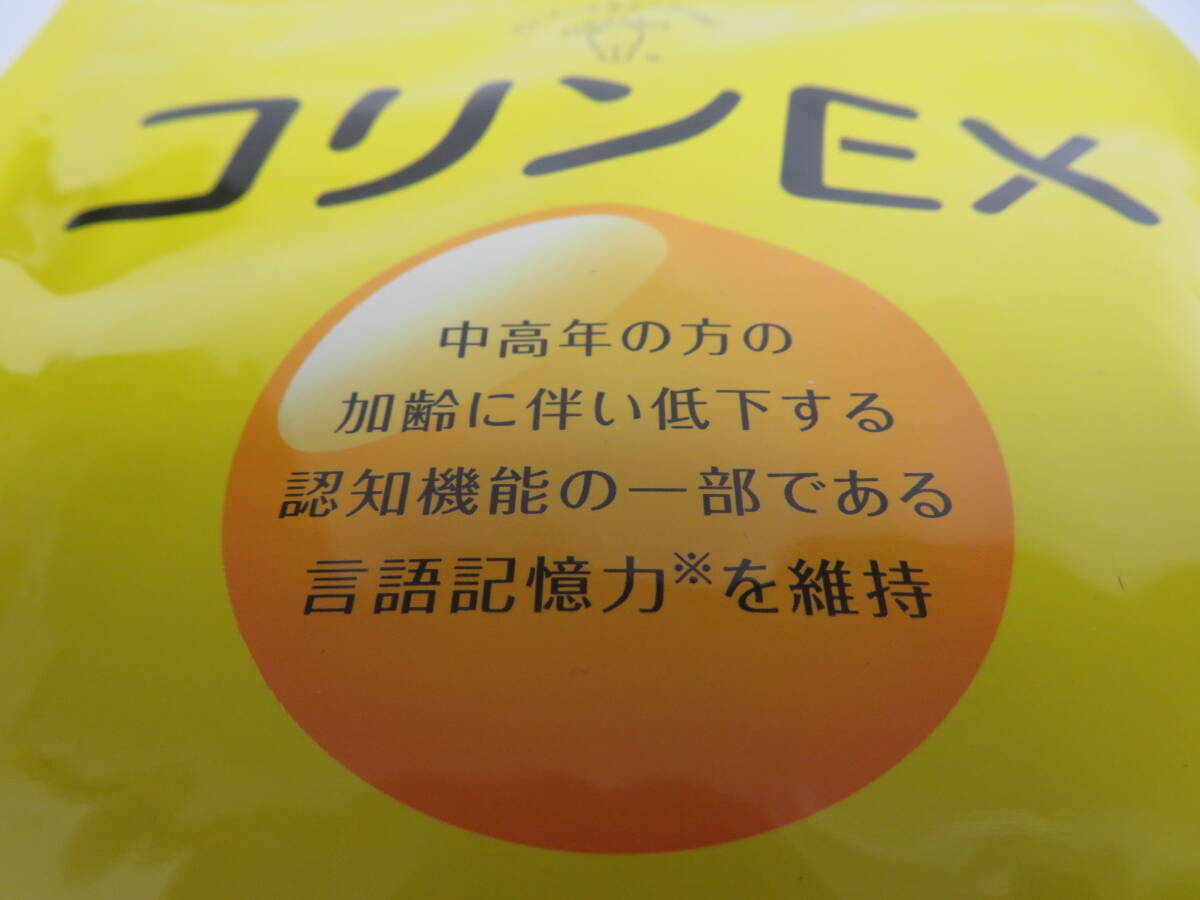 コリンEX
中高年の方の
加齢に伴い低下する
認知機能の一部である
言語記憶力※を維持